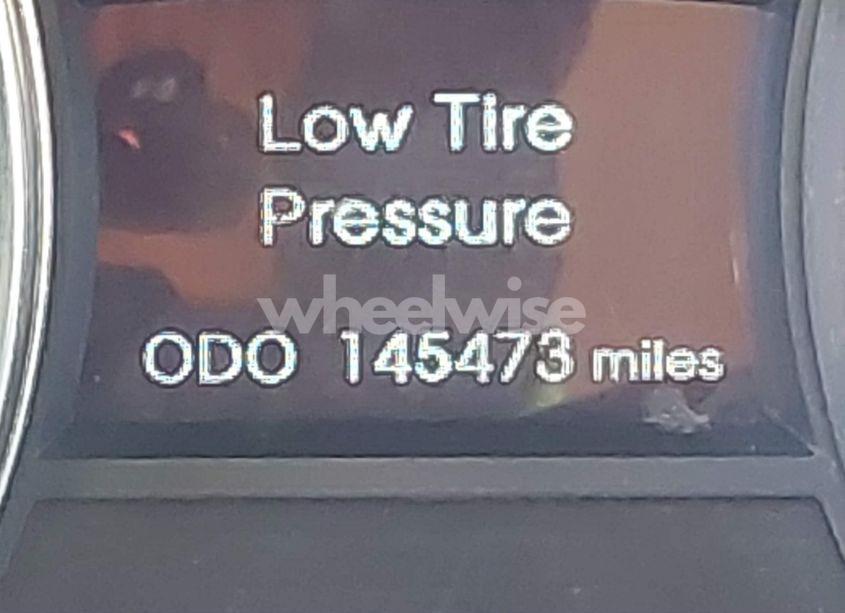 Low Tire
Pressure
wheelwise
ODO 145473 miles